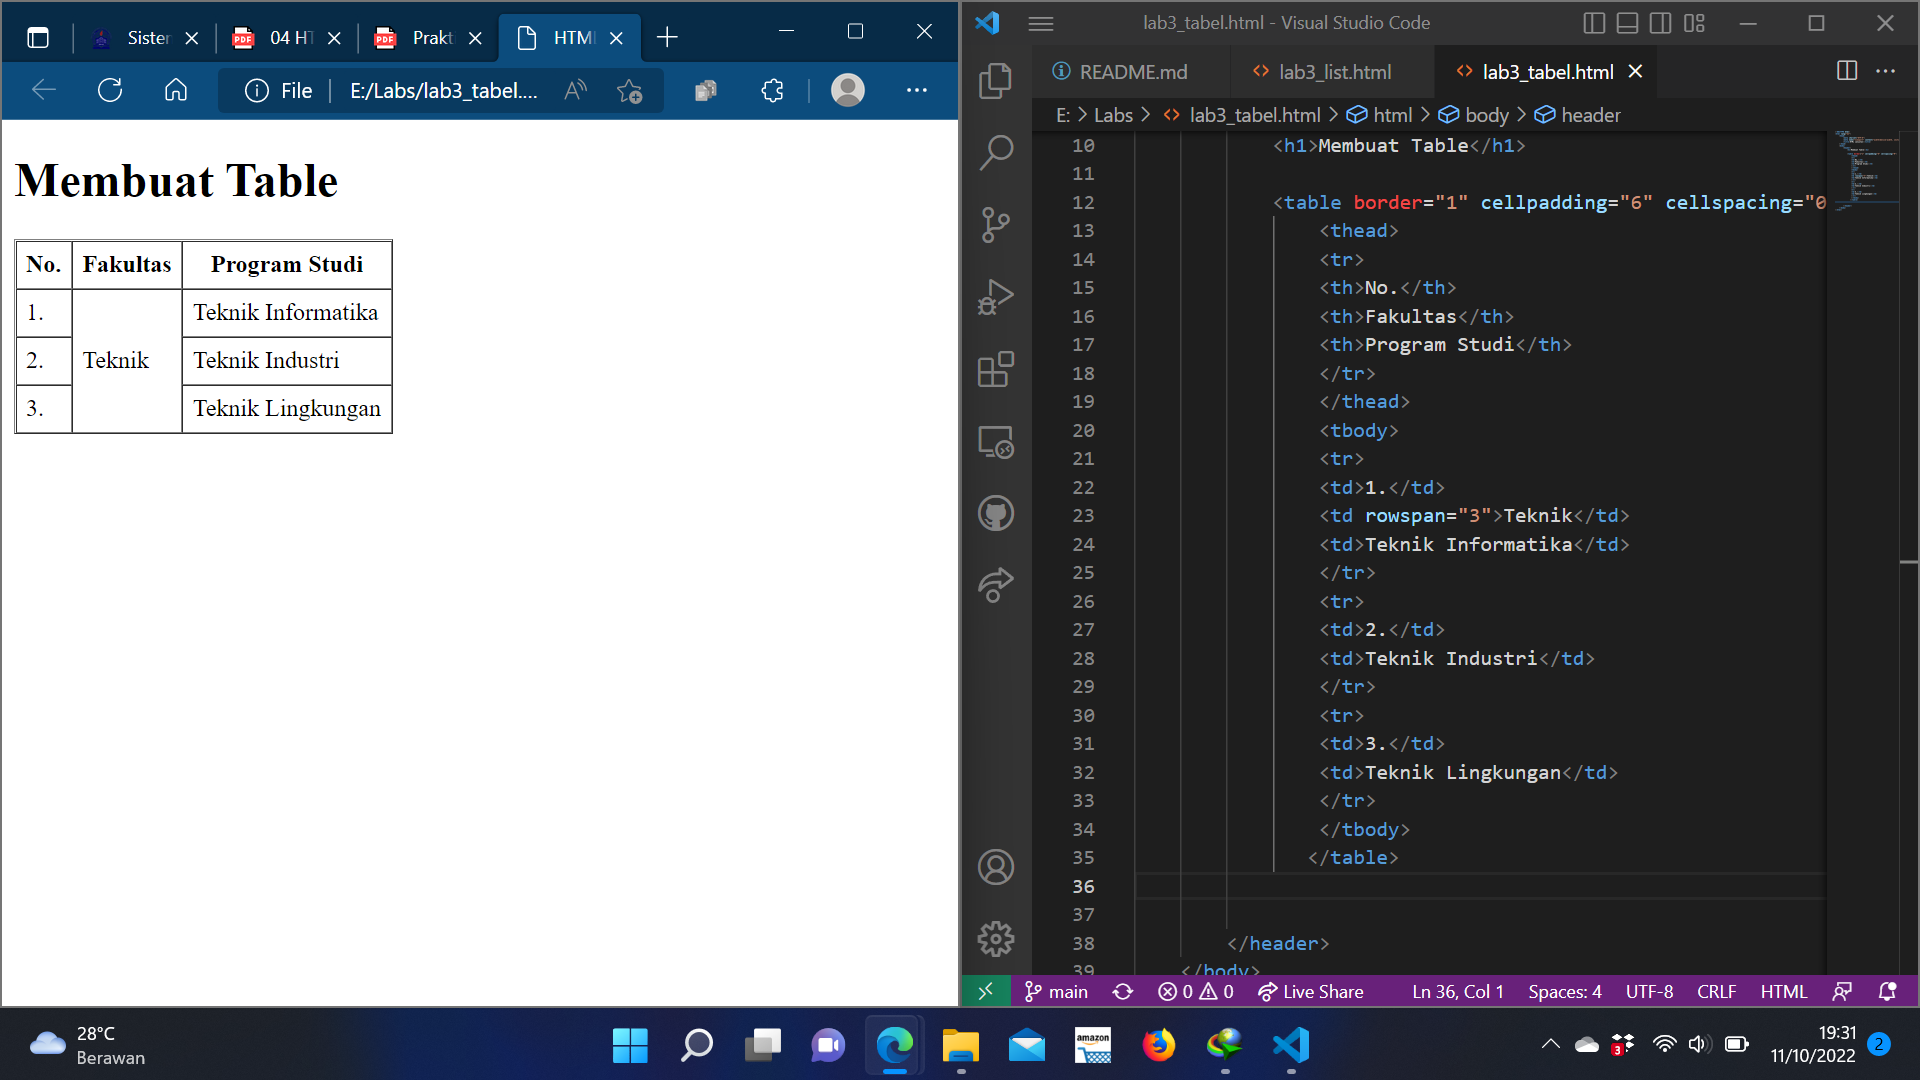 Sister
04 HT
Prakt
HTML
File
E:/Labs/lab3_tabel....
Membuat Table
No. Fakultas Program Studi
1. Teknik Teknik Informatika
2. Teknik Industri
3. Teknik Lingkungan
lab3_tabel.html - Visual Studio Code
README.md
lab3_list.html
lab3_tabel.html
E: > Labs > lab3_tabel.html > html > body > header
10 <h1>Membuat Table</h1>
11
12 <table border="1" cellpadding="6" cellspacing="0
13 <thead>
14 <tr>
15 <th>No.</th>
16 <th>Fakultas</th>
17 <th>Program Studi</th>
18 </tr>
19 </thead>
20 <tbody>
21 <tr>
22 <td>1.</td>
23 <td rowspan="3">Teknik</td>
24 <td>Teknik Informatika</td>
25 </tr>
26 <tr>
27 <td>2.</td>
28 <td>Teknik Industri</td>
29 </tr>
30 <tr>
31 <td>3.</td>
32 <td>Teknik Lingkungan</td>
33 </tr>
34 </tbody>
35 </table>
36
37
38 </header>
39 </body>
main 0 0 Live Share Ln 36, Col 1 Spaces: 4 UTF-8 CRLF HTML
28°C
Berawan
amazon
3
19:31
11/10/2022
2